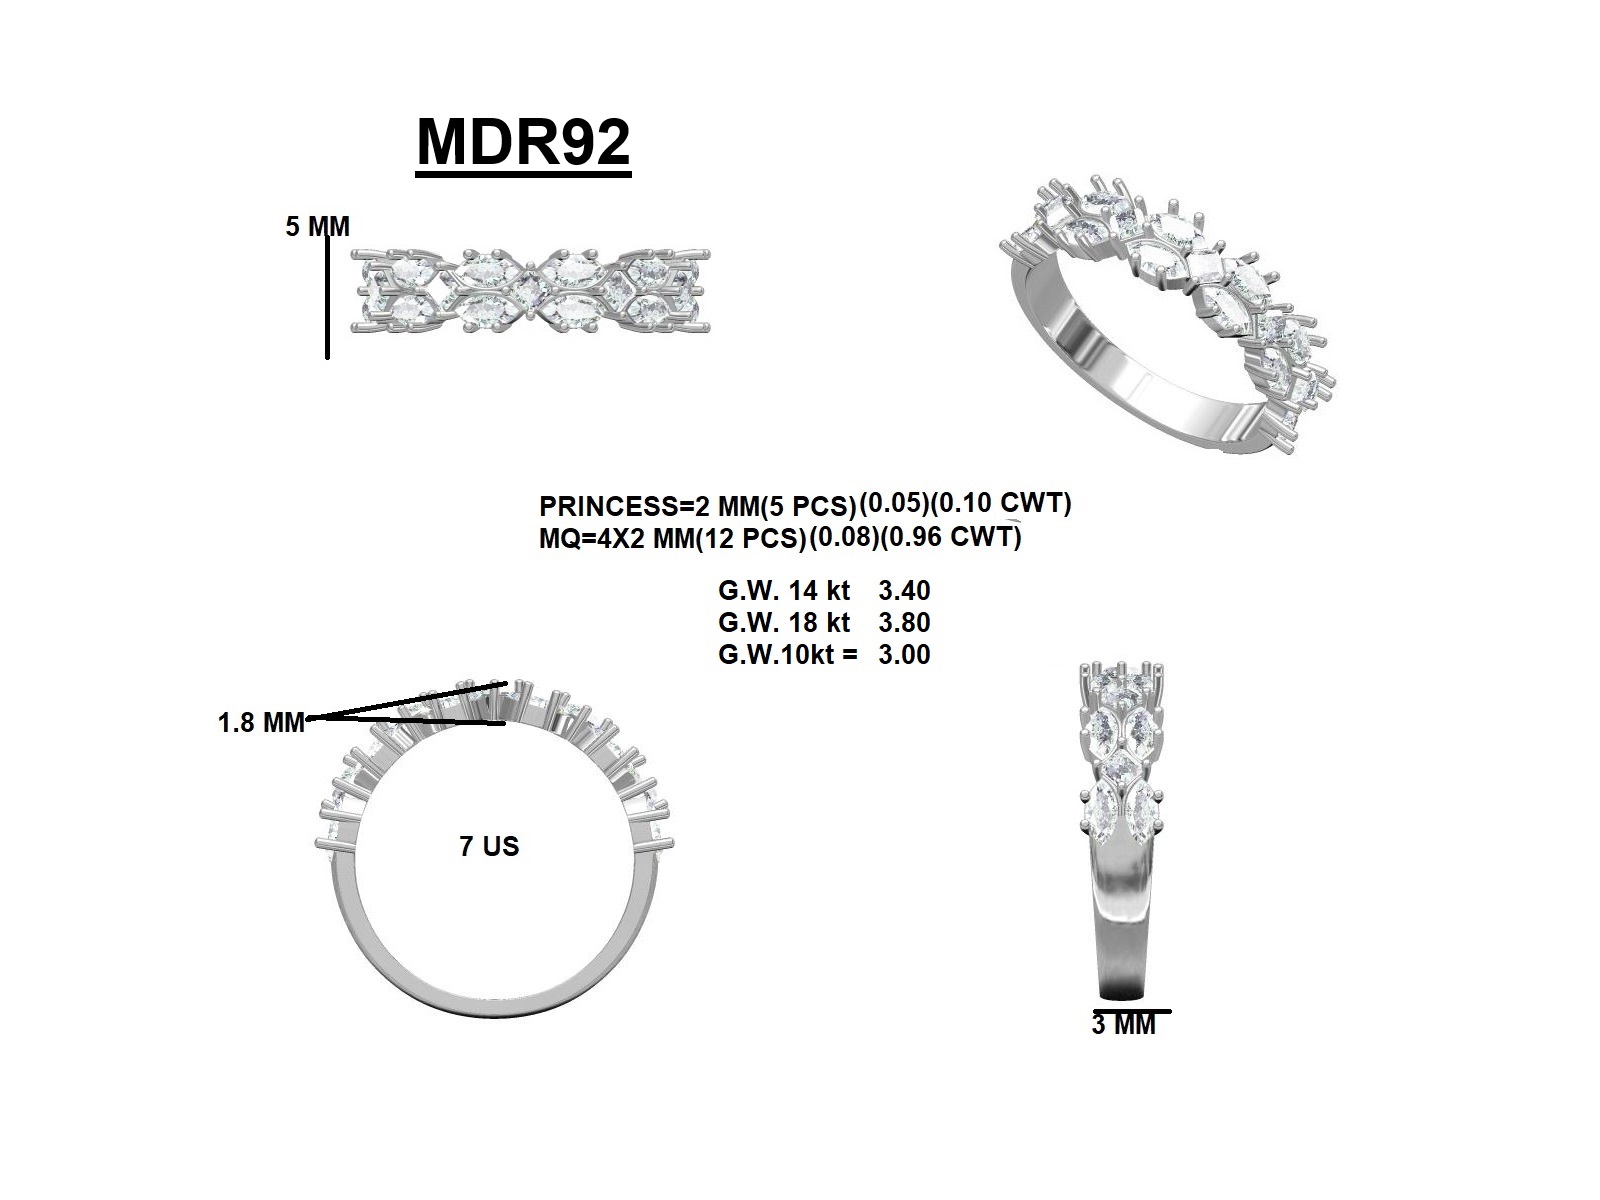 MDR92
5 MM
PRINCESS=2 MM(5 PCS)(0.05)(0.10 CWT)
MQ=4X2 MM(12 PCS)(0.08)(0.96 CWT)
G.W. 14 kt 3.40
G.W. 18 kt 3.80
G.W.10kt = 3.00
1.8 MM
7 US
3 MM